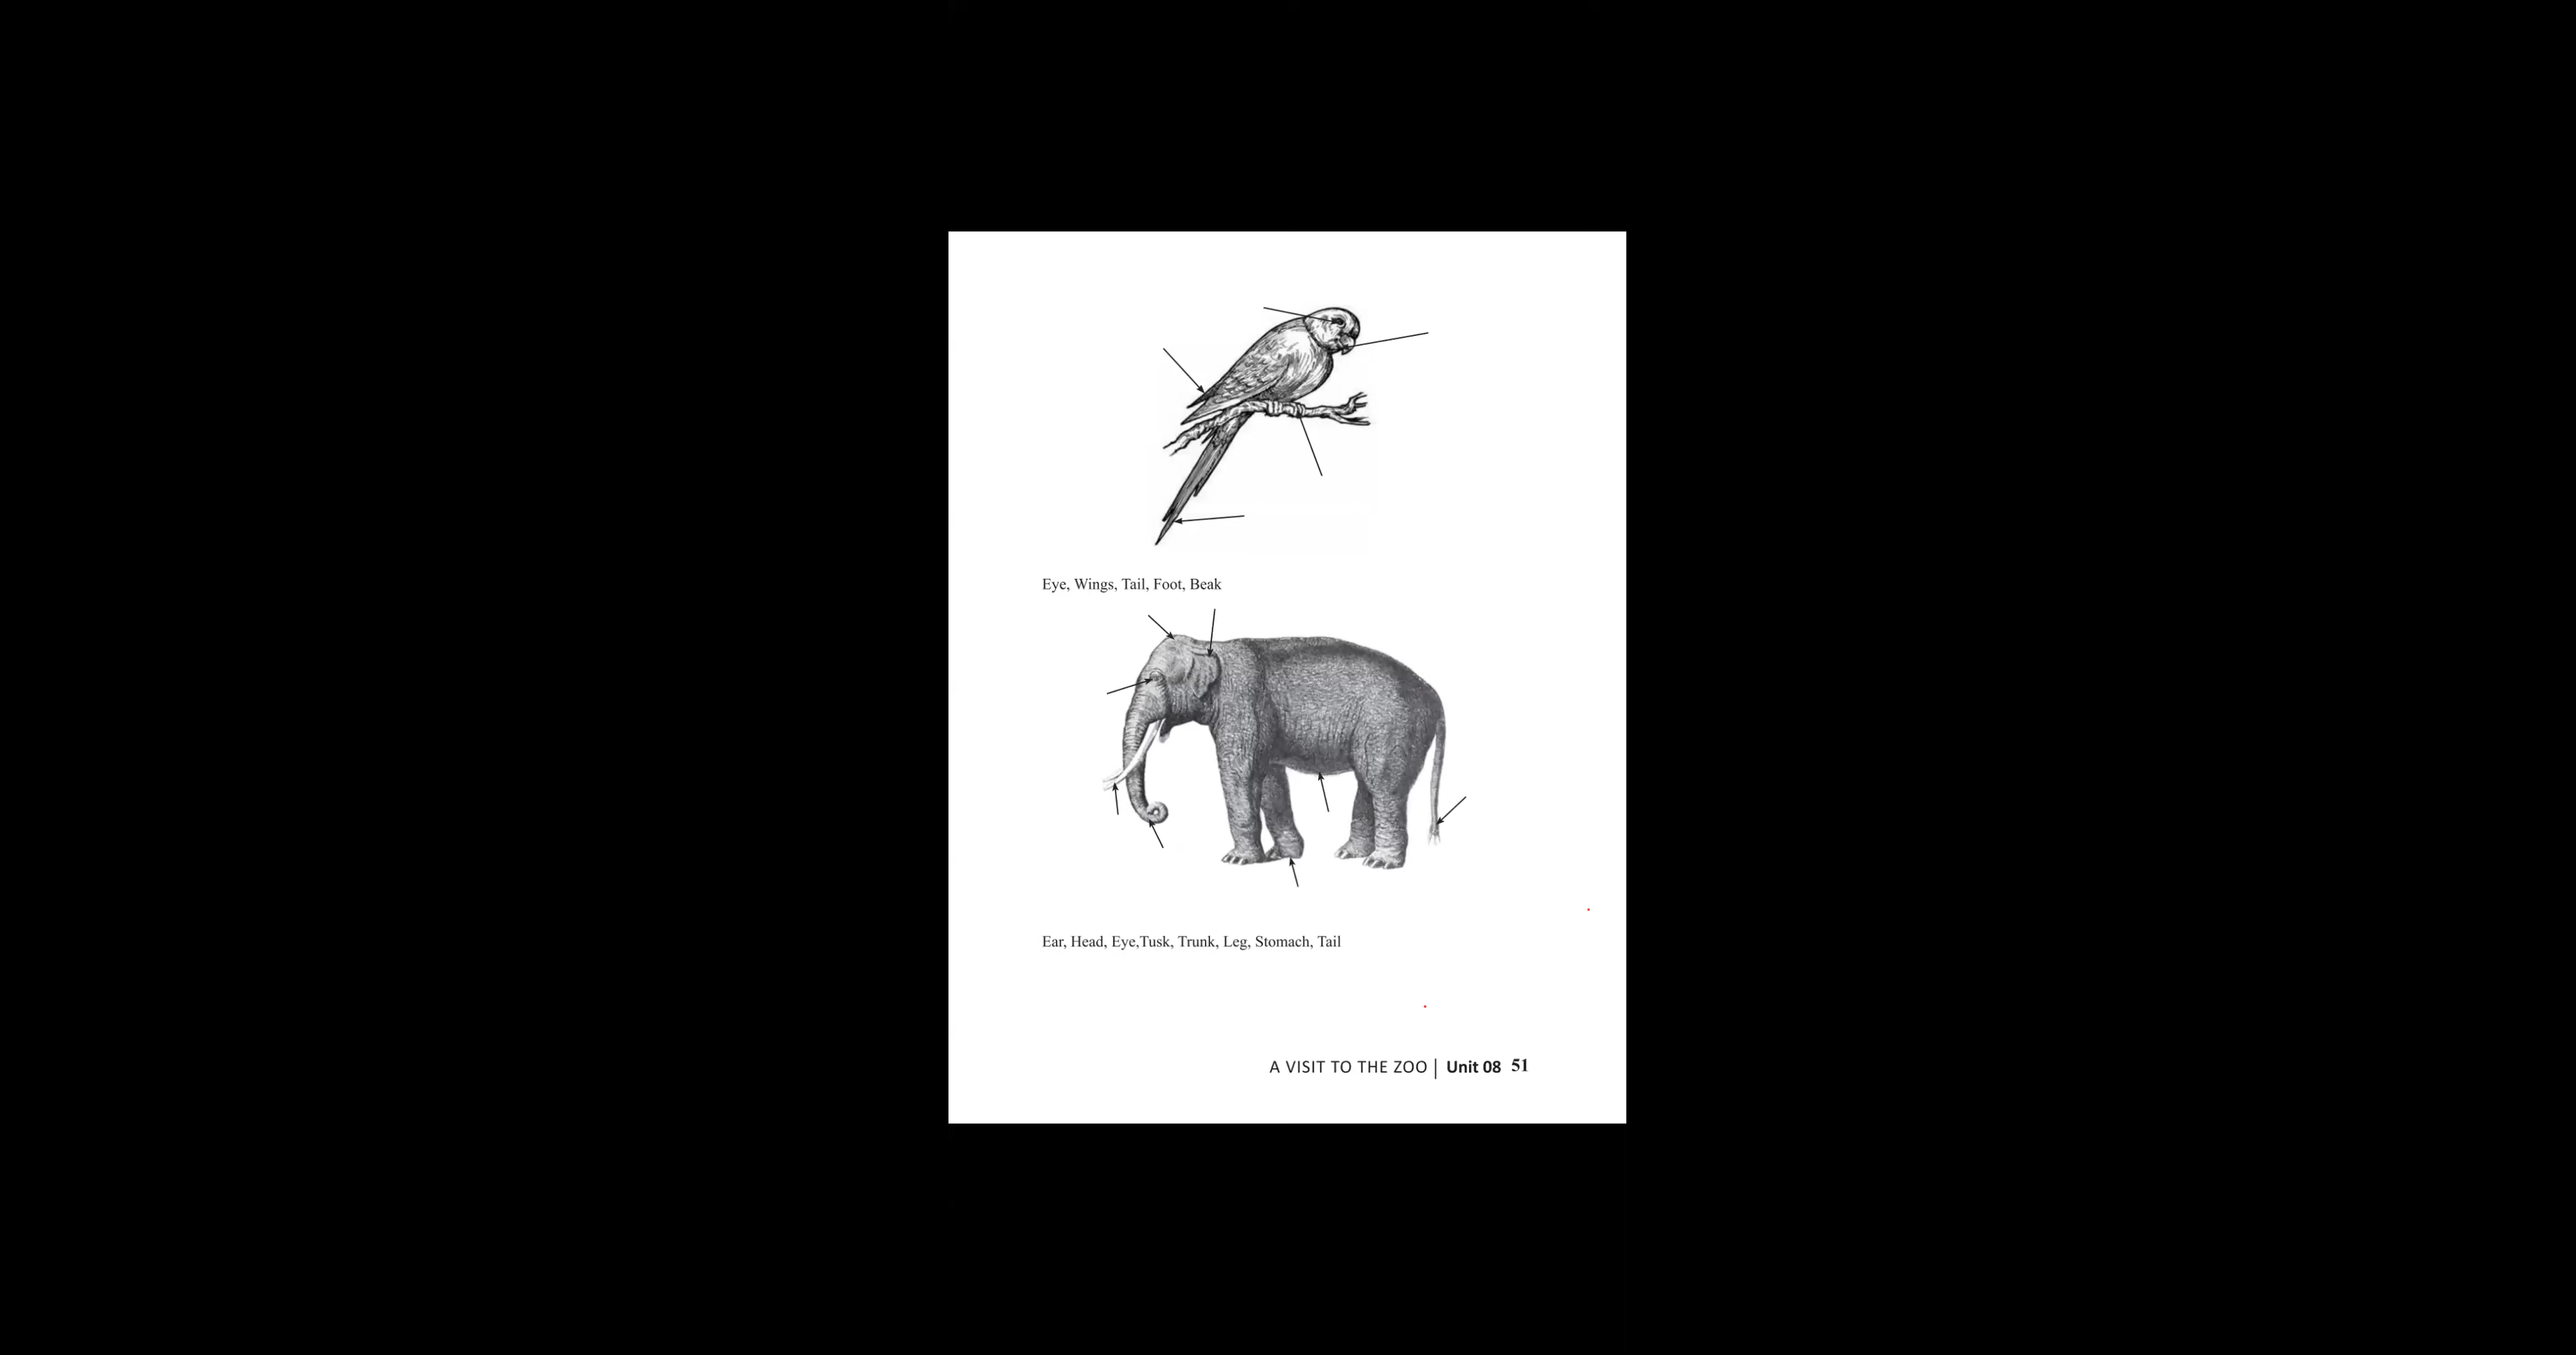 Eye, Wings, Tail, Foot, Beak
Ear, Head, Eye,Tusk, Trunk, Leg, Stomach, Tail
A VISIT TO THE ZOO | Unit 08 51